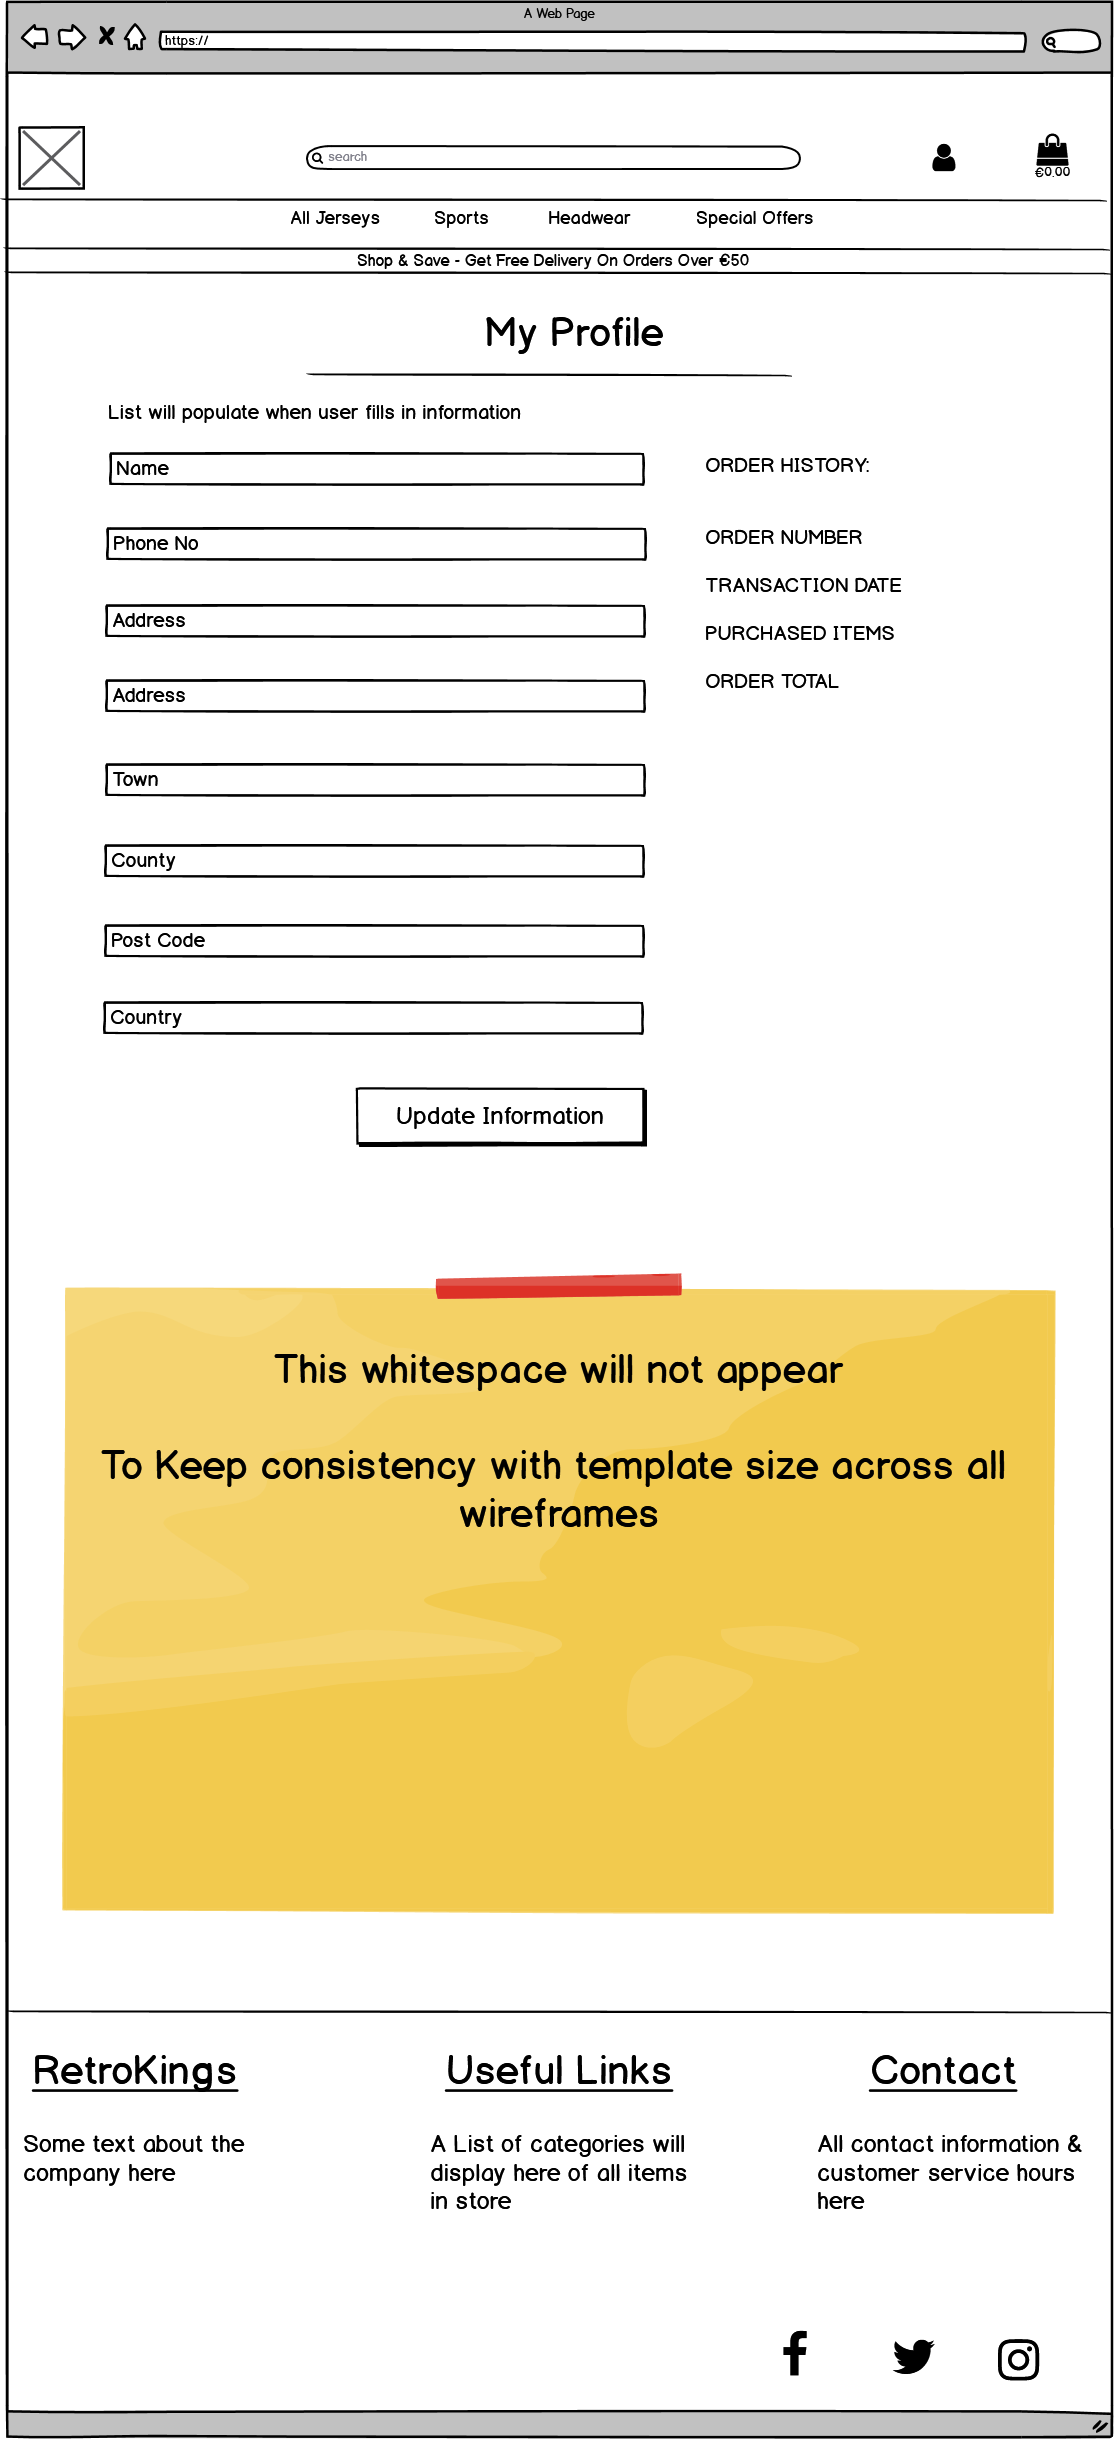 A Web Page
https://
search
€0.00
All Jerseys Sports Headwear Special Offers
Shop & Save - Get Free Delivery On Orders Over €50
My Profile
List will populate when user fills in information
Name
Phone No
Address
Address
Town
County
Post Code
Country
Update Information
ORDER HISTORY:
ORDER NUMBER
TRANSACTION DATE
PURCHASED ITEMS
ORDER TOTAL
This whitespace will not appear
To Keep consistency with template size across all
wireframes
RetroKings
Some text about the
company here
Useful Links
A List of categories will
display here of all items
in store
Contact
All contact information &
customer service hours
here